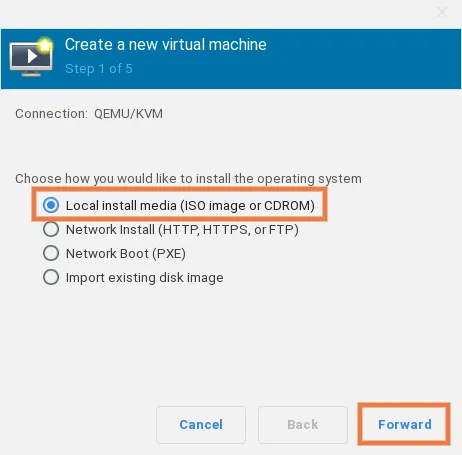 Create a new virtual machine
Step 1 of 5
Connection: QEMU/KVM
Choose how you would like to install the operating system
Local install media (ISO image or CDROM)
Network Install (HTTP, HTTPS, or FTP)
Network Boot (PXE)
Import existing disk image
Cancel Back Forward